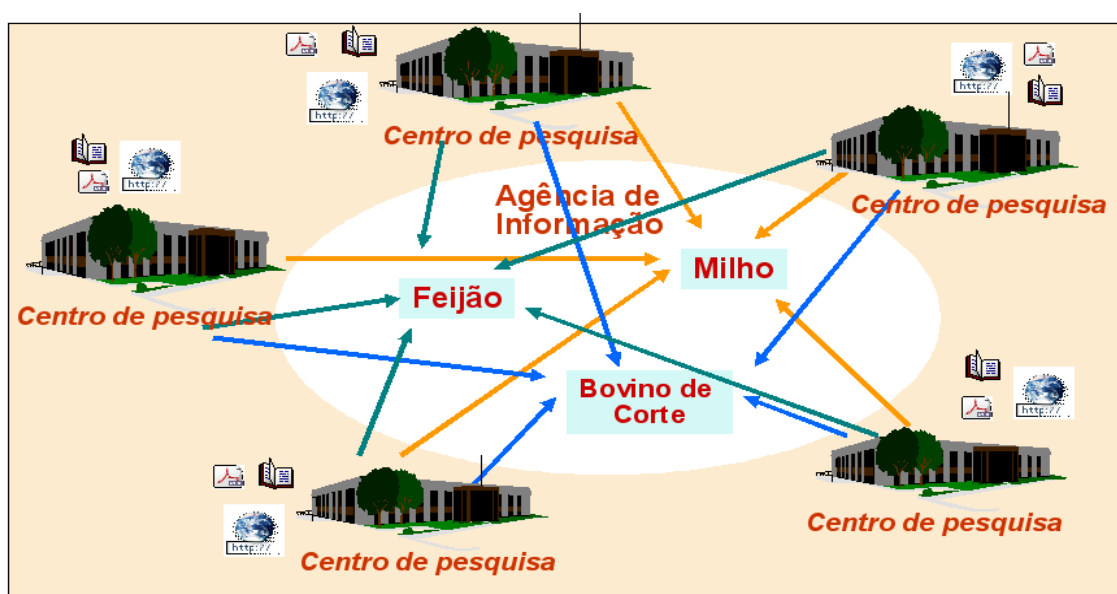 Centro de pesquisa
http://
http://
Centro de pesquisa
http://
Agência de
Informação
Milho
Feijão
Centro de pesquisa
Bovino de
Corte
http://
Centro de pesquisa
http://
Centro de pesquisa